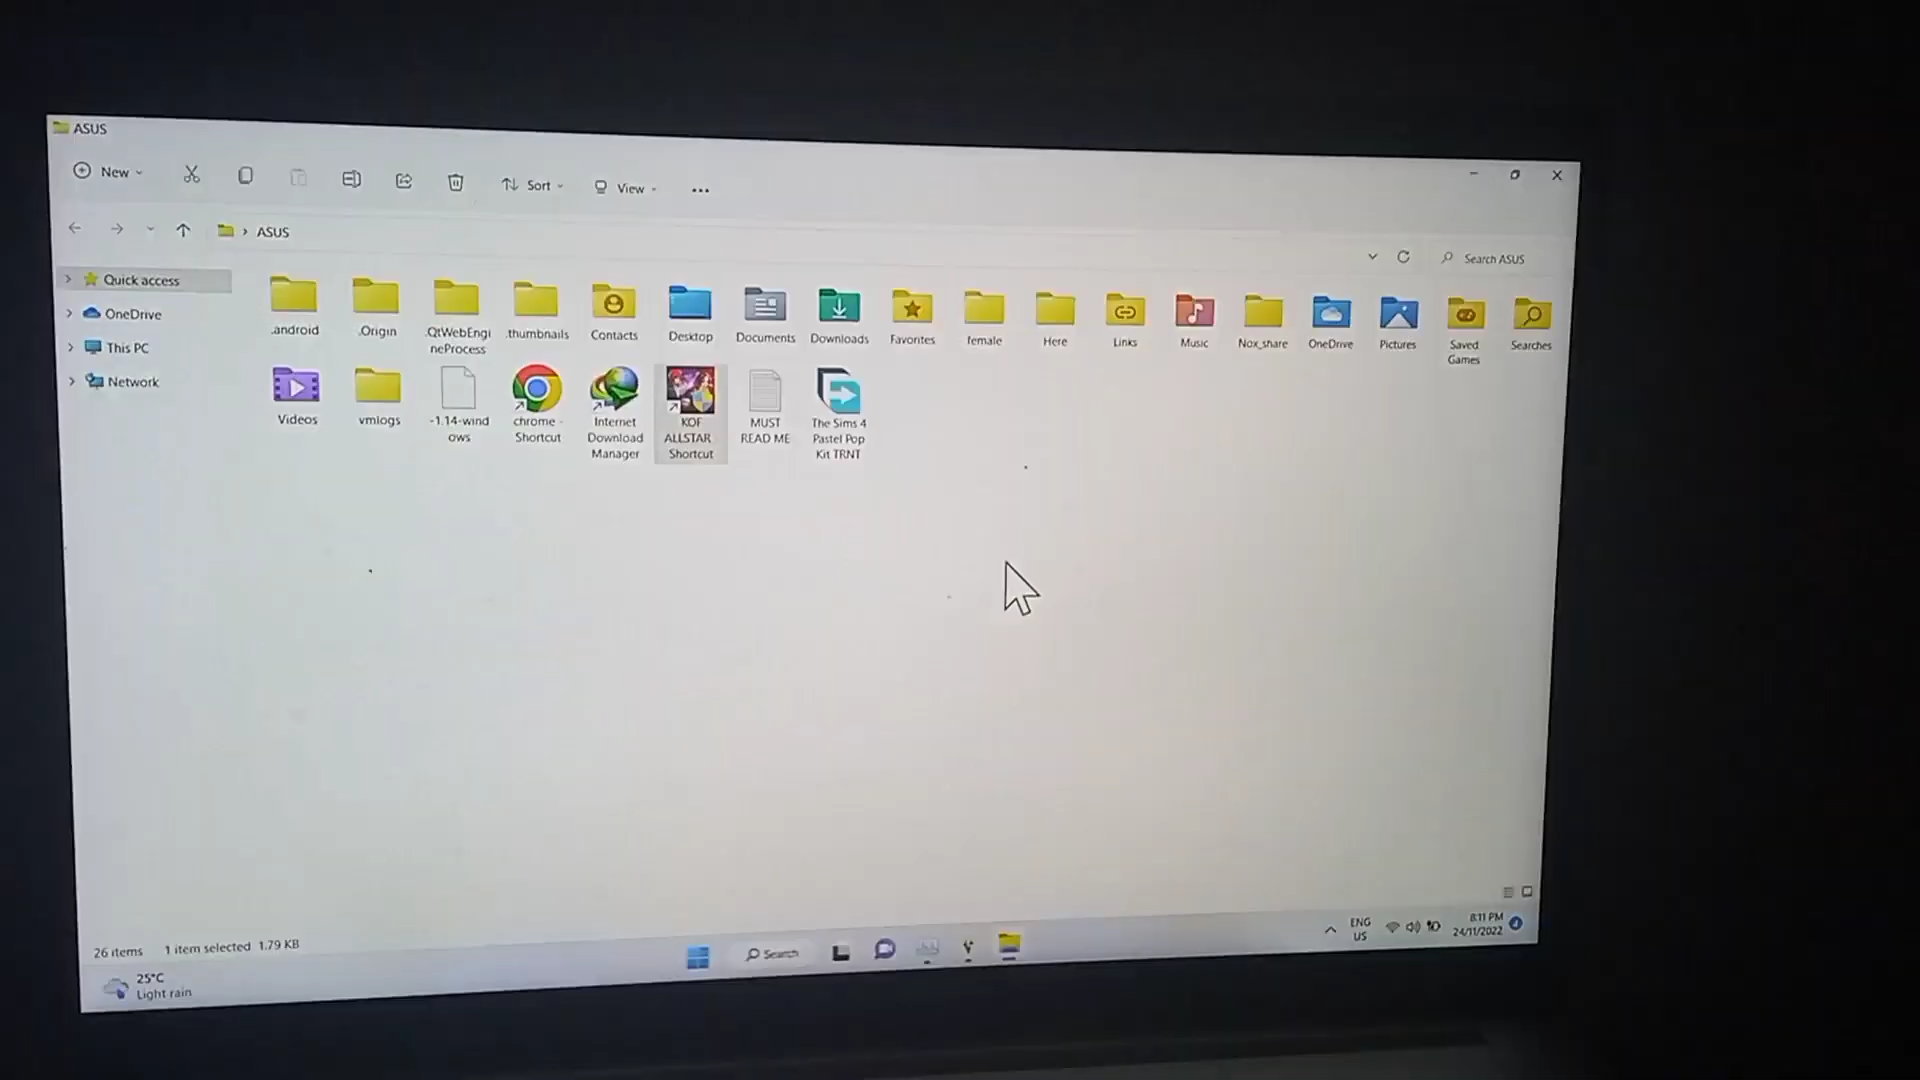 ASUS
New
Sort
View
ASUS
Search ASUS
Quick access
OneDrive
This PC
Network
.android
.Origin
.QtWebEngi
neProcess
.thumbnails
Contacts
Desktop
Documents
Downloads
Favorites
female
Here
Links
Music
Nox_share
OneDrive
Pictures
Saved
Games
Searches
Videos
vmlogs
-1.14-wind
ows
chrome -
Shortcut
Internet
Download
Manager
KOF
ALLSTAR
Shortcut
MUST
READ ME
The Sims 4
Pastel Pop
Kit TRNT
26 items
1 item selected 1.79 KB
25°C
Light rain
Search
ENG
US
8:11 PM
24/11/2022
4